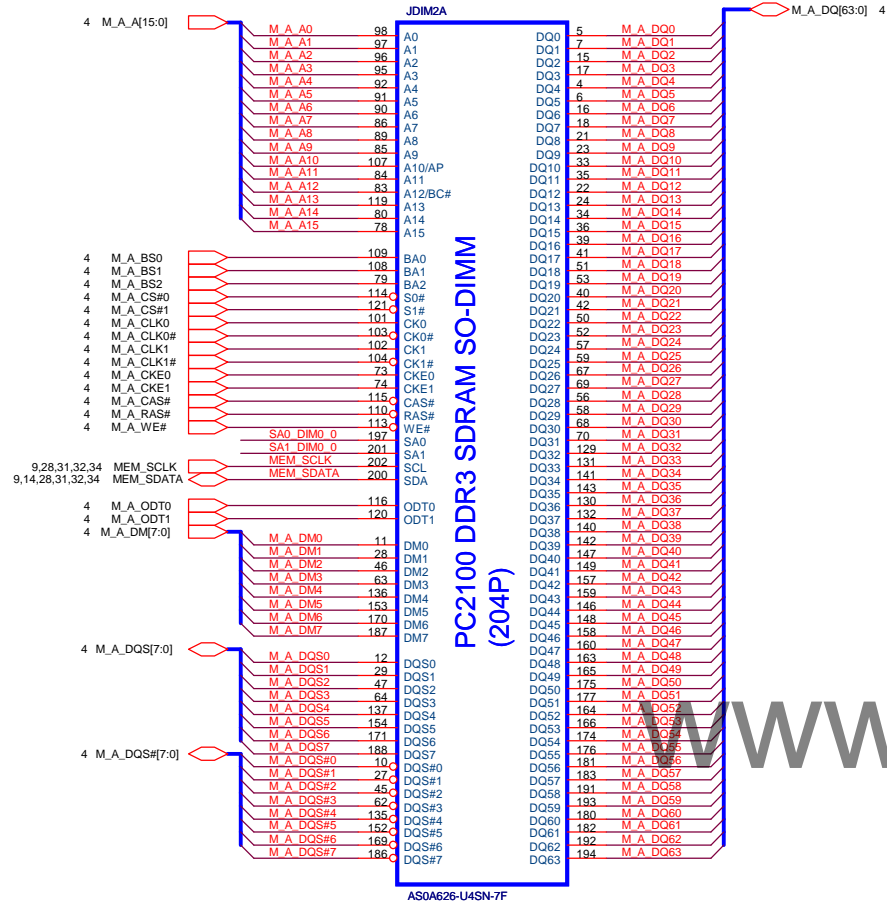 JDIM2A
4 M_A_A[15:0]
M_A_DQ[63:0] 4
M_A_A0 98 A0 DQ0 5 M_A_DQ0
M_A_A1 97 A1 DQ1 7 M_A_DQ1
M_A_A2 96 A2 DQ2 15 M_A_DQ2
M_A_A3 95 A3 DQ3 17 M_A_DQ3
M_A_A4 92 A4 DQ4 4 M_A_DQ4
M_A_A5 91 A5 DQ5 6 M_A_DQ5
M_A_A6 90 A6 DQ6 16 M_A_DQ6
M_A_A7 86 A7 DQ7 18 M_A_DQ7
M_A_A8 89 A8 DQ8 21 M_A_DQ8
M_A_A9 85 A9 DQ9 23 M_A_DQ9
M_A_A10 107 A10/AP DQ10 33 M_A_DQ10
M_A_A11 84 A11 DQ11 35 M_A_DQ11
M_A_A12 83 A12/BC# DQ12 22 M_A_DQ12
M_A_A13 119 A13 DQ13 24 M_A_DQ13
M_A_A14 80 A14 DQ14 34 M_A_DQ14
M_A_A15 78 A15 DQ15 36 M_A_DQ15
DQ16 39 M_A_DQ16
4 M_A_BS0 109 BA0 DQ17 41 M_A_DQ17
4 M_A_BS1 108 BA1 DQ18 51 M_A_DQ18
4 M_A_BS2 79 BA2 DQ19 53 M_A_DQ19
4 M_A_CS#0 114 S0# DQ20 40 M_A_DQ20
4 M_A_CS#1 121 S1# DQ21 42 M_A_DQ21
4 M_A_CLK0 101 CK0 DQ22 50 M_A_DQ22
4 M_A_CLK0# 103 CK0# DQ23 52 M_A_DQ23
4 M_A_CLK1 102 CK1 DQ24 57 M_A_DQ24
4 M_A_CLK1# 104 CK1# DQ25 59 M_A_DQ25
4 M_A_CKE0 73 CKE0 DQ26 67 M_A_DQ26
4 M_A_CKE1 74 CKE1 DQ27 69 M_A_DQ27
4 M_A_CAS# 115 CAS# DQ28 56 M_A_DQ28
4 M_A_RAS# 110 RAS# DQ29 58 M_A_DQ29
4 M_A_WE# 113 WE# DQ30 68 M_A_DQ30
SA0_DIM0_0 197 SA0 DQ31 70 M_A_DQ31
SA1_DIM0_0 201 SA1 DQ32 129 M_A_DQ32
9,28,31,32,34 MEM_SCLK MEM_SCLK 202 SCL DQ33 131 M_A_DQ33
9,14,28,31,32,34 MEM_SDATA MEM_SDATA 200 SDA DQ34 141 M_A_DQ34
DQ35 143 M_A_DQ35
4 M_A_ODT0 116 ODT0 DQ36 130 M_A_DQ36
4 M_A_ODT1 120 ODT1 DQ37 132 M_A_DQ37
4 M_A_DM[7:0] DQ38 140 M_A_DQ38
M_A_DM0 11 DM0 DQ39 142 M_A_DQ39
M_A_DM1 28 DM1 DQ40 147 M_A_DQ40
M_A_DM2 46 DM2 DQ41 149 M_A_DQ41
M_A_DM3 63 DM3 DQ42 157 M_A_DQ42
M_A_DM4 136 DM4 DQ43 159 M_A_DQ43
M_A_DM5 153 DM5 DQ44 146 M_A_DQ44
M_A_DM6 170 DM6 DQ45 148 M_A_DQ45
M_A_DM7 187 DM7 DQ46 158 M_A_DQ46
4 M_A_DQS[7:0] DQ47 160 M_A_DQ47
M_A_DQS0 12 DQS0 DQ48 163 M_A_DQ48
M_A_DQS1 29 DQS1 DQ49 165 M_A_DQ49
M_A_DQS2 47 DQS2 DQ50 175 M_A_DQ50
M_A_DQS3 64 DQS3 DQ51 177 M_A_DQ51
M_A_DQS4 137 DQS4 DQ52 164 M_A_DQ52
M_A_DQS5 154 DQS5 DQ53 166 M_A_DQ53
M_A_DQS6 171 DQS6 DQ54 174 M_A_DQ54
M_A_DQS7 188 DQS7 DQ55 176 M_A_DQ55
4 M_A_DQS#[7:0] M_A_DQS#0 10 DQS#0 DQ56 181 M_A_DQ56
M_A_DQS#1 27 DQS#1 DQ57 183 M_A_DQ57
M_A_DQS#2 45 DQS#2 DQ58 191 M_A_DQ58
M_A_DQS#3 62 DQS#3 DQ59 193 M_A_DQ59
M_A_DQS#4 135 DQS#4 DQ60 180 M_A_DQ60
M_A_DQS#5 152 DQS#5 DQ61 182 M_A_DQ61
M_A_DQS#6 169 DQS#6 DQ62 192 M_A_DQ62
M_A_DQS#7 186 DQS#7 DQ63 194 M_A_DQ63
PC2100 DDR3 SDRAM SO-DIMM
(204P)
www
AS0A626-U4SN-7F